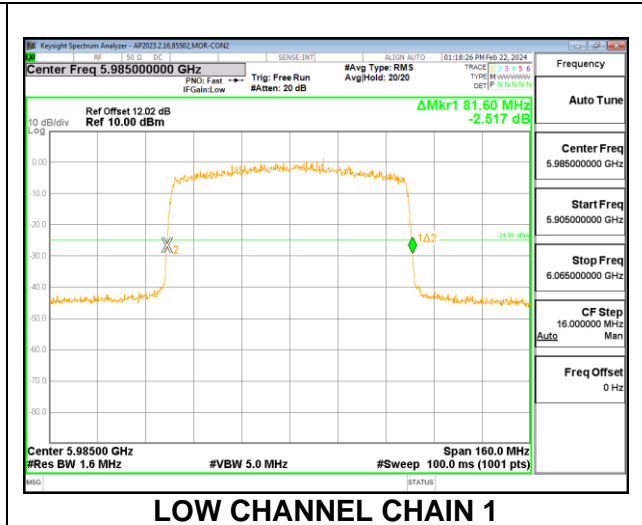 Keysight Spectrum Analyzer - AP2023.2.16,85502,MOR-CON2
RF 50 Ω DC SENSE:INT ALIGN AUTO 01:18:26 PM Feb 22, 2024
Center Freq 5.985000000 GHz
PNO: Fast
IFGain:Low
Trig: Free Run
#Atten: 20 dB
#Avg Type: RMS
Avg|Hold: 20/20
TRACE 1 2 3 4 5 6
TYPE MWWWWW
DET P N N N N N
Frequency
Auto Tune
Center Freq
5.985000000 GHz
Start Freq
5.905000000 GHz
Stop Freq
6.065000000 GHz
CF Step
16.000000 MHz
Auto Man
Freq Offset
0 Hz
ΔMkr1 81.60 MHz
-2.517 dB
Ref Offset 12.02 dB
10 dB/div Ref 10.00 dBm
Log
0.00
-10.0
-20.0
-30.0
-40.0
-50.0
-60.0
-70.0
-80.0
X2
1Δ2
Center 5.98500 GHz Span 160.0 MHz
#Res BW 1.6 MHz #VBW 5.0 MHz #Sweep 100.0 ms (1001 pts)
MSG STATUS
LOW CHANNEL CHAIN 1